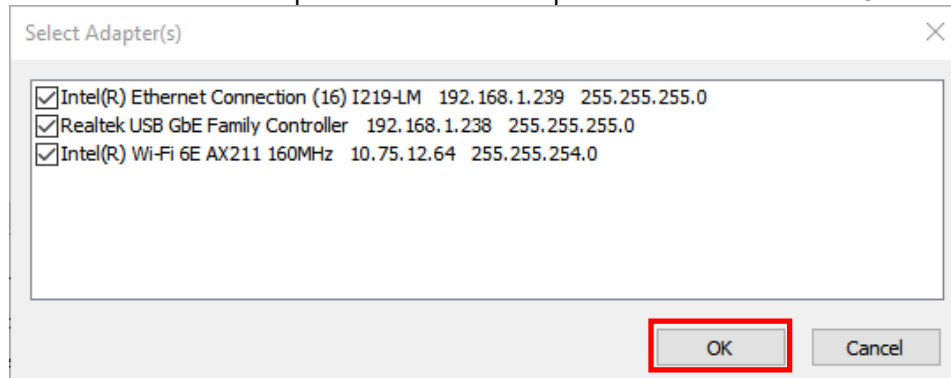 Select Adapter(s)
Intel(R) Ethernet Connection (16) I219-LM 192.168.1.239 255.255.255.0
Realtek USB GbE Family Controller 192.168.1.238 255.255.255.0
Intel(R) Wi-Fi 6E AX211 160MHz 10.75.12.64 255.255.254.0
OK Cancel